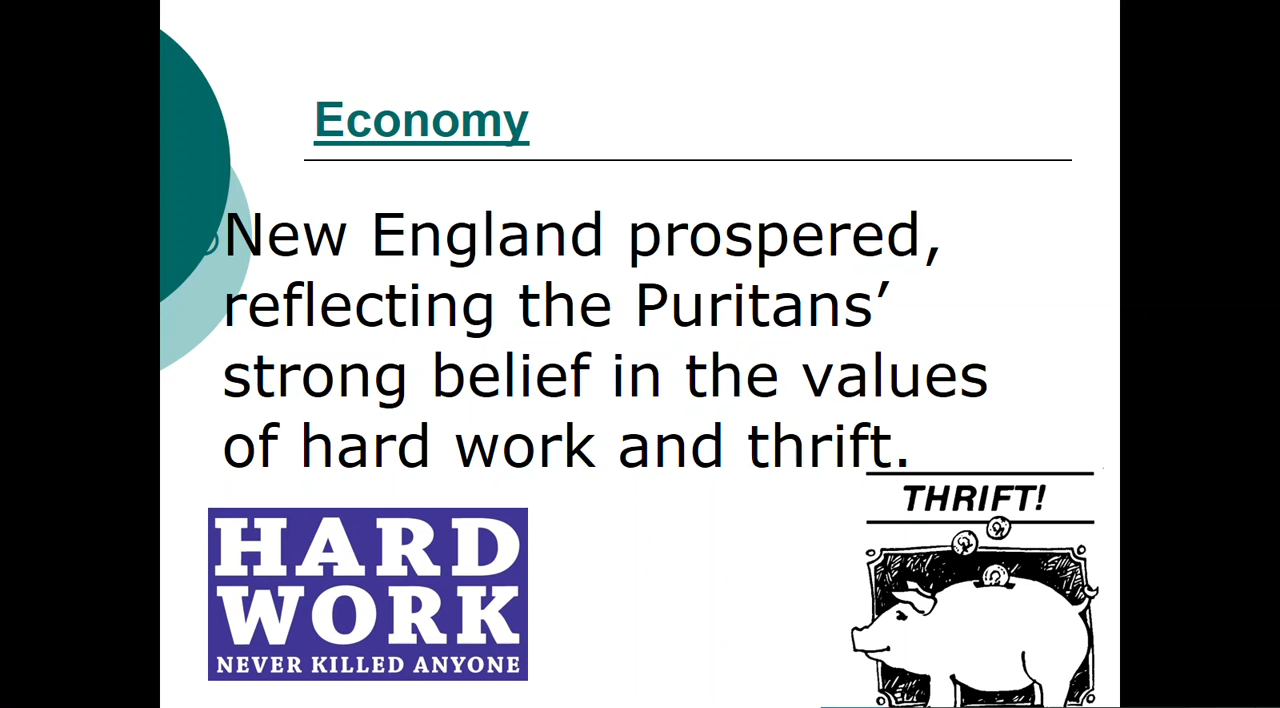 Economy
New England prospered,
reflecting the Puritans’
strong belief in the values
of hard work and thrift.
THRIFT!
HARD
WORK
NEVER KILLED ANYONE